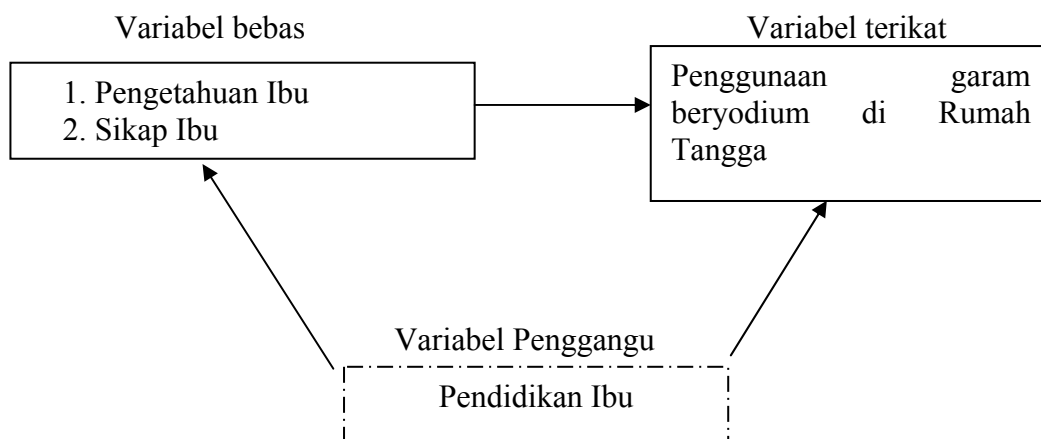 Variabel bebas
Variabel terikat
1. Pengetahuan Ibu
2. Sikap Ibu
Penggunaan garam
beryodium di Rumah
Tangga
Variabel Penggangu
Pendidikan Ibu